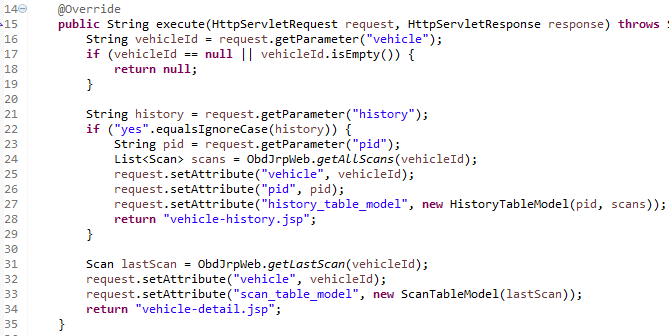 14 @Override
15 public String execute(HttpServletRequest request, HttpServletResponse response) throws
16 String vehicleId = request.getParameter("vehicle");
17 if (vehicleId == null || vehicleId.isEmpty()) {
18 return null;
19 }
20
21 String history = request.getParameter("history");
22 if ("yes".equalsIgnoreCase(history)) {
23 String pid = request.getParameter("pid");
24 List<Scan> scans = ObdJrpWeb.getAllScans(vehicleId);
25 request.setAttribute("vehicle", vehicleId);
26 request.setAttribute("pid", pid);
27 request.setAttribute("history_table_model", new HistoryTableModel(pid, scans));
28 return "vehicle-history.jsp";
29 }
30
31 Scan lastScan = ObdJrpWeb.getLastScan(vehicleId);
32 request.setAttribute("vehicle", vehicleId);
33 request.setAttribute("scan_table_model", new ScanTableModel(lastScan));
34 return "vehicle-detail.jsp";
35 }